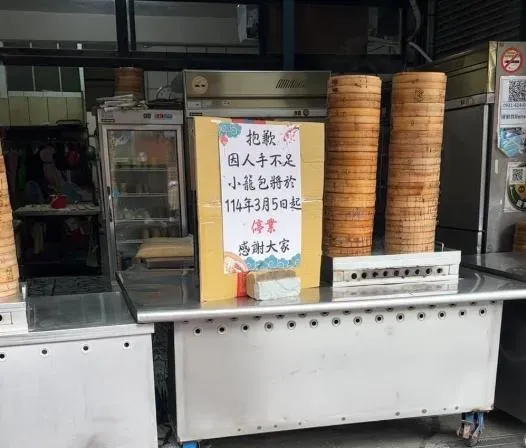 抱歉
因人手不足
小籠包將於
114年3月5日起
停業
感謝大家